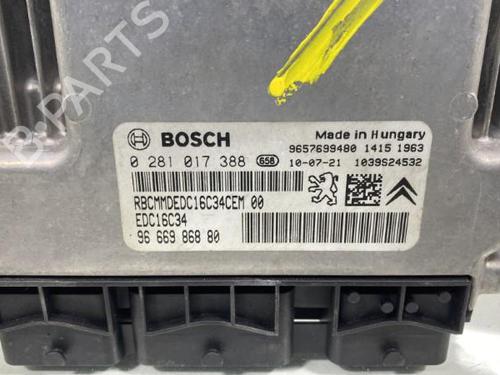 B-PARTS
BOSCH
Made in Hungary
9657699480 1415 1963
0 281 017 388 658 10-07-21 1039S24532
RBCMMDEDC16C34CEM 00
EDC16C34
96 669 868 80